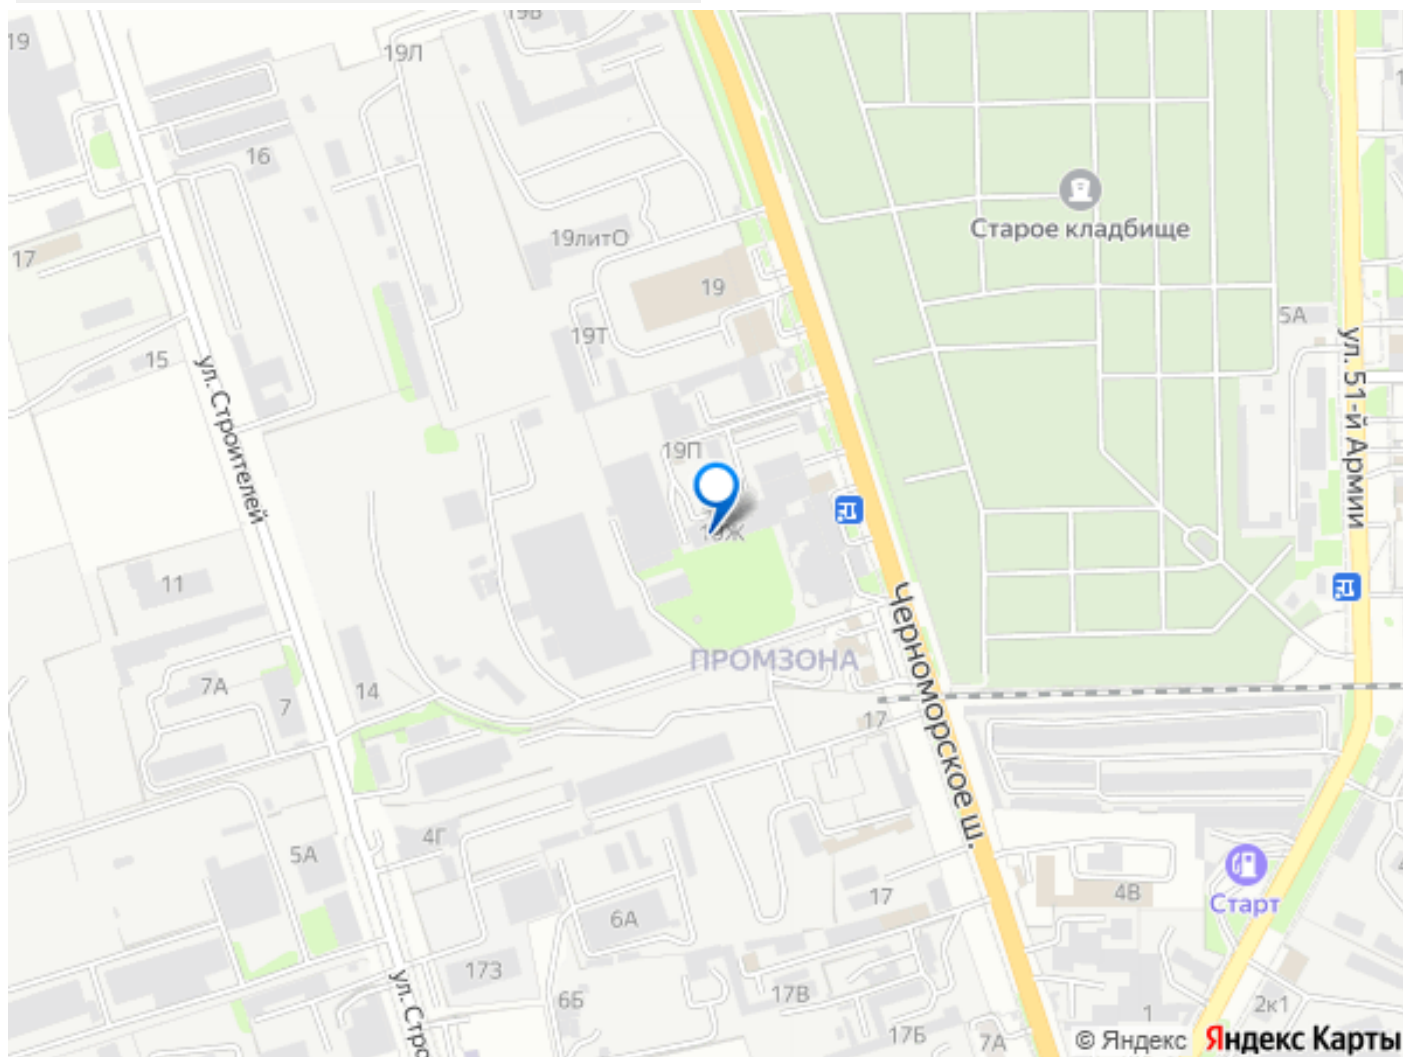 19
19В
19Л
16
17
19литО
19
Старое кладбище
15
19Т
5А
ул. 51-й Армии
ул. Строителей
19П
11
Черноморское ш.
ПРОМЗОНА
7А
7
14
17
4Г
5А
17
4В
Старт
6А
173
ул. Стро
6Б
17В
17Б
7А
1
2к1
© Яндекс Яндекс Карты